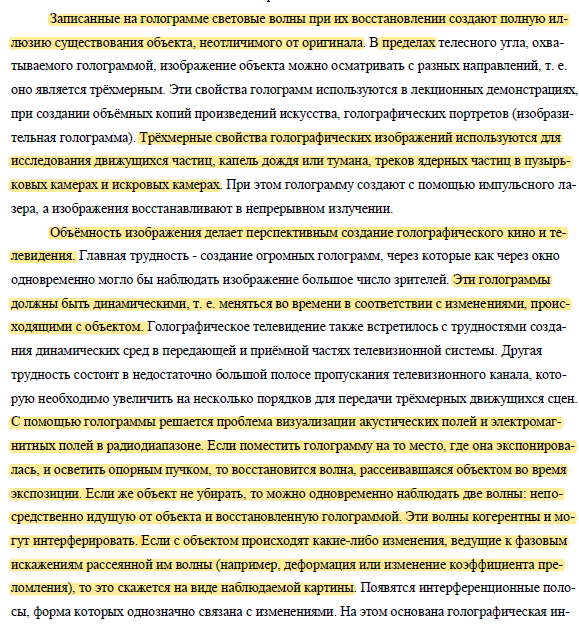 Записанные на голограмме световые волны при их восстановлении создают полную ил-
люзию существования объекта, неотличимого от оригинала. В пределах телесного угла, охва-
тываемого голограммой, изображение объекта можно осматривать с разных направлений, т. е.
оно является трёхмерным. Эти свойства голограмм используются в лекционных демонстрациях,
при создании объёмных копий произведений искусства, голографических портретов (изобрази-
тельная голограмма). Трёхмерные свойства голографических изображений используются для
исследования движущихся частиц, капель дождя или тумана, треков ядерных частиц в пузырь-
ковых камерах и искровых камерах. При этом голограмму создают с помощью импульсного ла-
зера, а изображения восстанавливают в непрерывном излучении.
Объёмность изображения делает перспективным создание голографического кино и те-
левидения. Главная трудность - создание огромных голограмм, через которые как через окно
одновременно могло бы наблюдать изображение большое число зрителей. Эти голограммы
должны быть динамическими, т. е. меняться во времени в соответствии с изменениями, проис-
ходящими с объектом. Голографическое телевидение также встретилось с трудностями созда-
ния динамических сред в передающей и приёмной частях телевизионной системы. Другая
трудность состоит в недостаточно большой полосе пропускания телевизионного канала, кото-
рую необходимо увеличить на несколько порядков для передачи трёхмерных движущихся сцен.
С помощью голограммы решается проблема визуализации акустических полей и электромаг-
нитных полей в радиодиапазоне. Если поместить голограмму на то место, где она экспонирова-
лась, и осветить опорным пучком, то восстановится волна, рассеивавшаяся объектом во время
экспозиции. Если же объект не убирать, то можно одновременно наблюдать две волны: непо-
средственно идущую от объекта и восстановленную голограммой. Эти волны когерентны и мо-
гут интерферировать. Если с объектом происходят какие-либо изменения, ведущие к фазовым
искажениям рассеянной им волны (например, деформация или изменение коэффициента пре-
ломления), то это скажется на виде наблюдаемой картины. Появятся интерференционные поло-
сы, форма которых однозначно связана с изменениями. На этом основана голографическая ин-